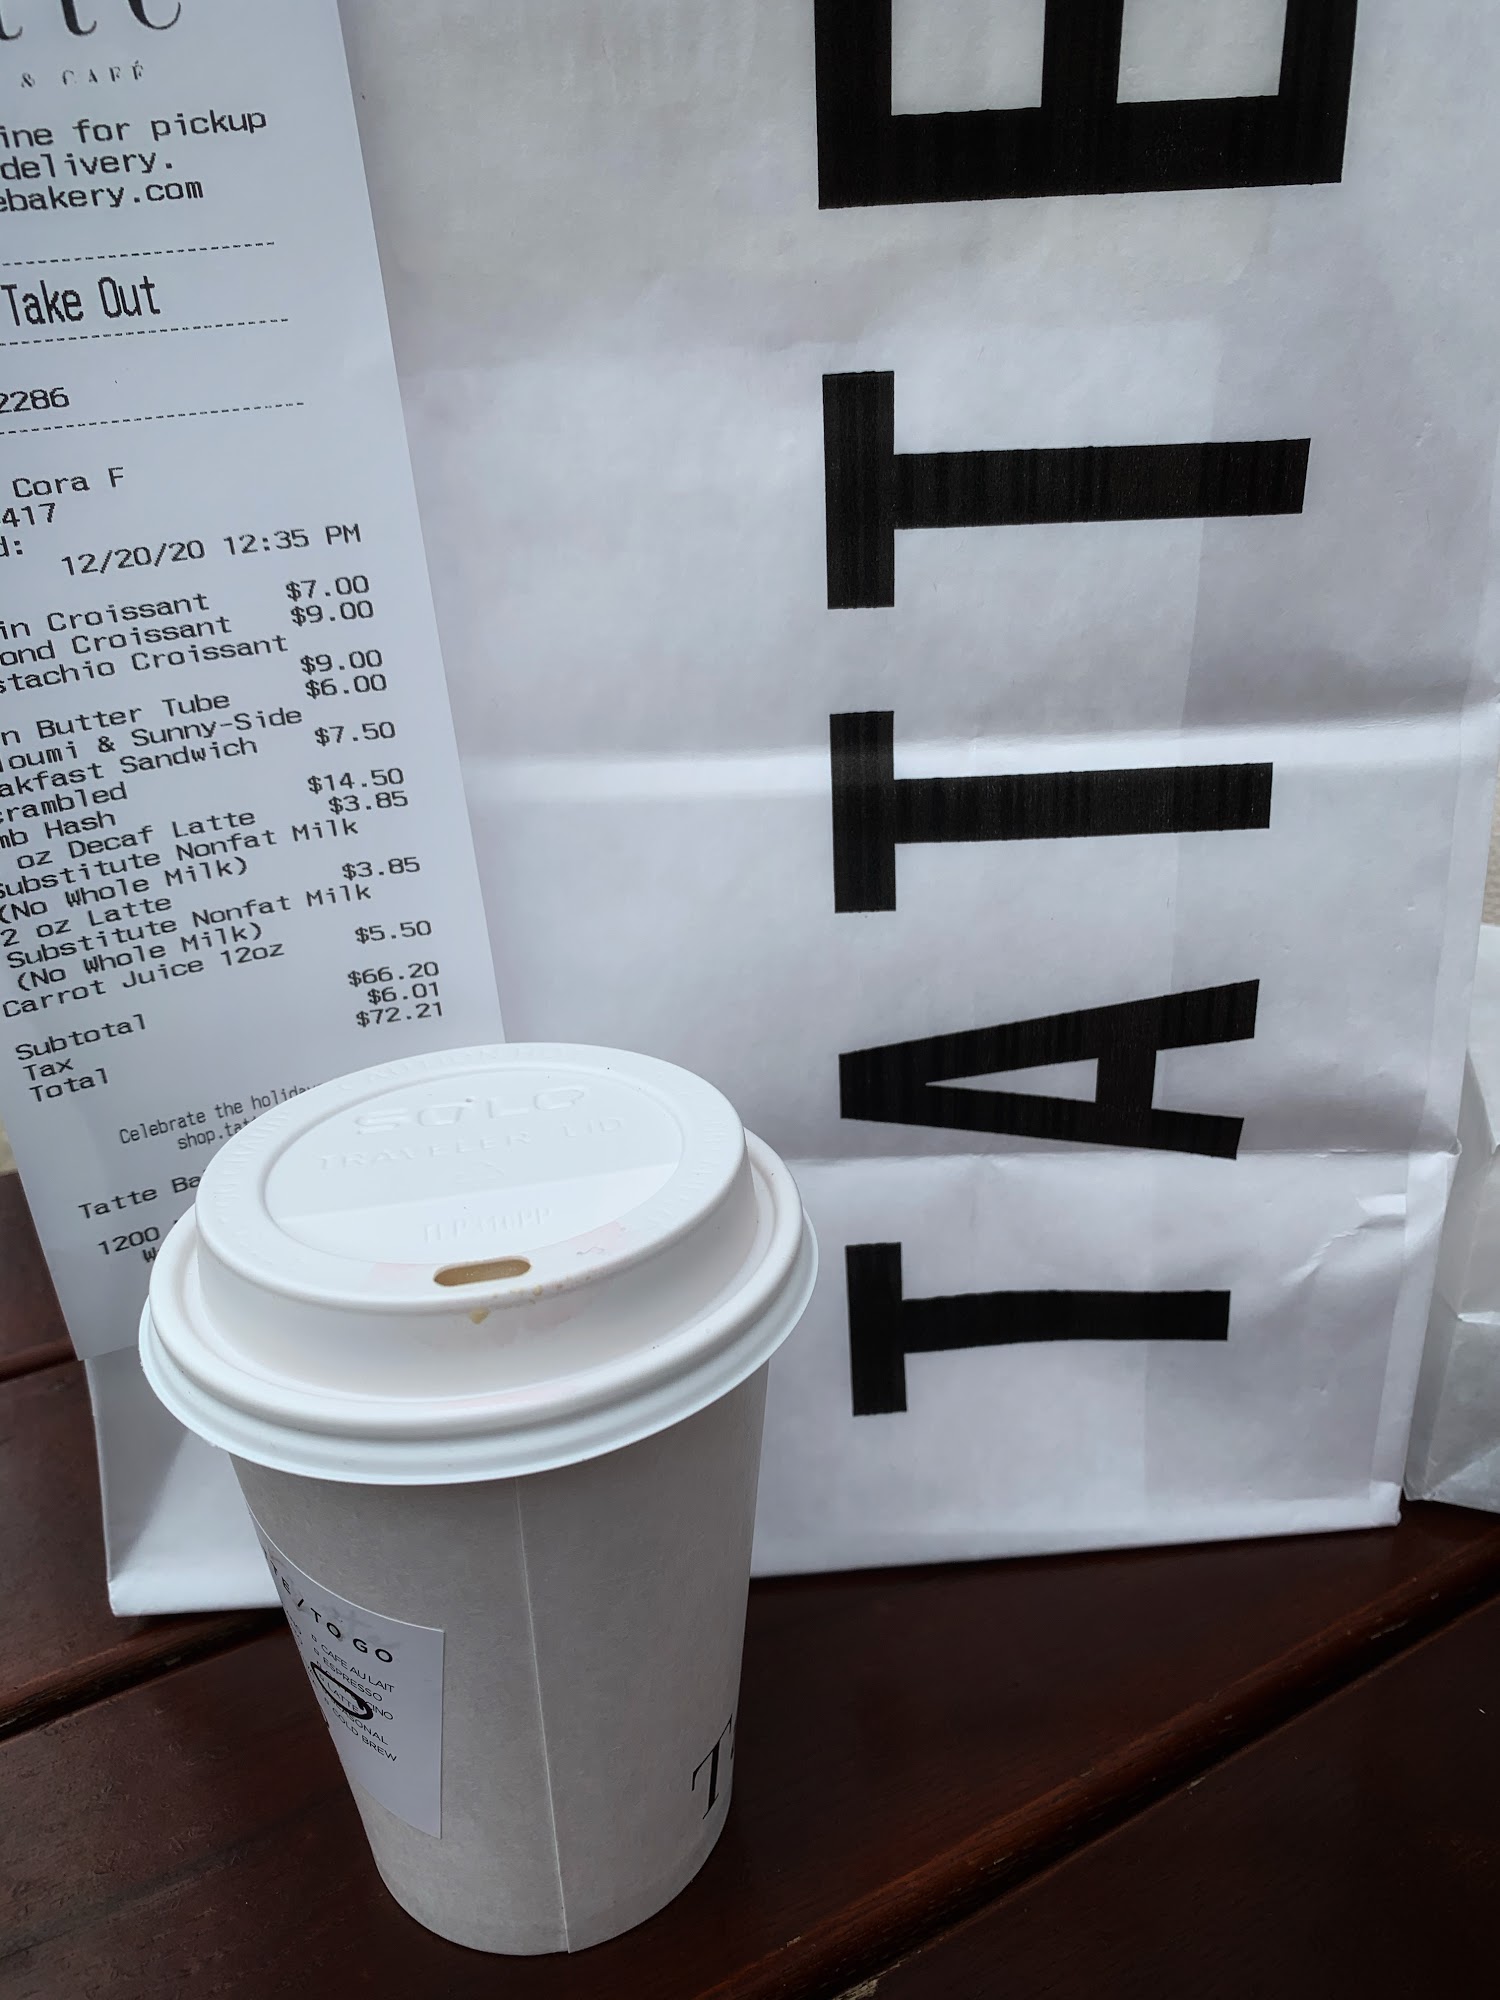 & CAFÉ
for pickup
delivery.
ebakery.com
Take Out
2286
Cora F
417
d:
12/20/20 12:35 PM
in Croissant $7.00
ond Croissant $9.00
stachio Croissant
$9.00
n Butter Tube $6.00
loumi & Sunny-Side
akfast Sandwich $7.50
crambled
mb Hash $14.50
oz Decaf Latte $3.85
Substitute Nonfat Milk
(No Whole Milk)
2 oz Latte $3.85
Substitute Nonfat Milk
(No Whole Milk)
Carrot Juice 12oz $5.50
Subtotal $66.20
Tax $6.01
Total $72.21
Celebrate the holiday
shop.tat
Tatte Ba
1200
W
TATTE
SOLO
TRAVELER LID
TE / TO GO
CAFE AU LAIT
ESPRESSO
CINO
LATTE
SEASONAL
COLD BREW
D
T